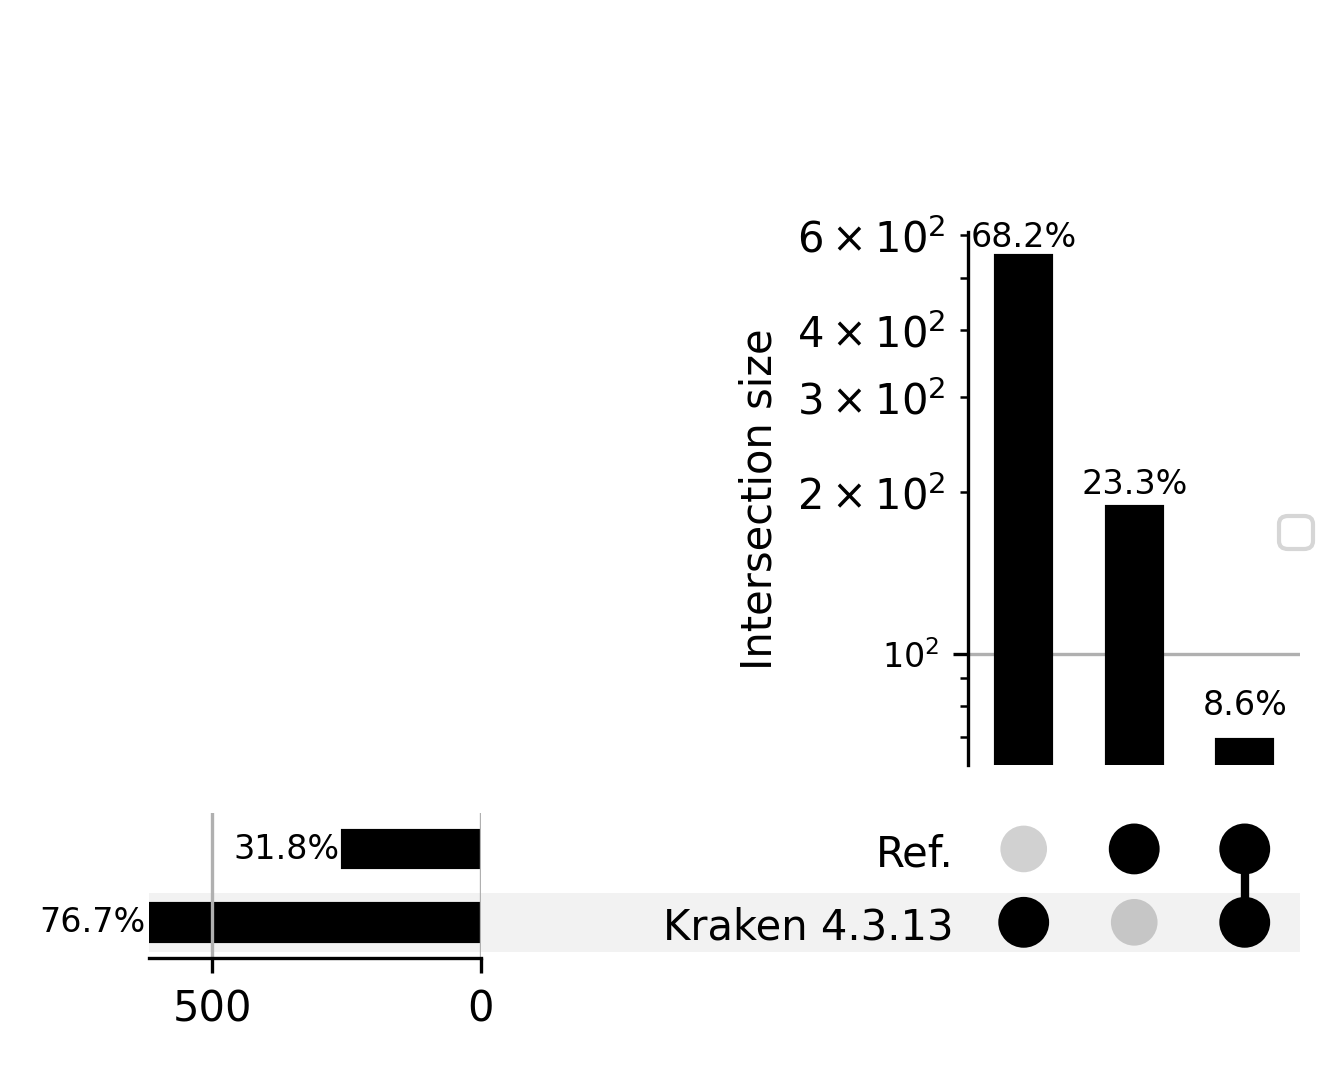 6 × 10²
68.2%
4 × 10²
3 × 10²
2 × 10²
23.3%
10²
8.6%
Intersection size
31.8%
Ref.
76.7%
Kraken 4.3.13
500
0